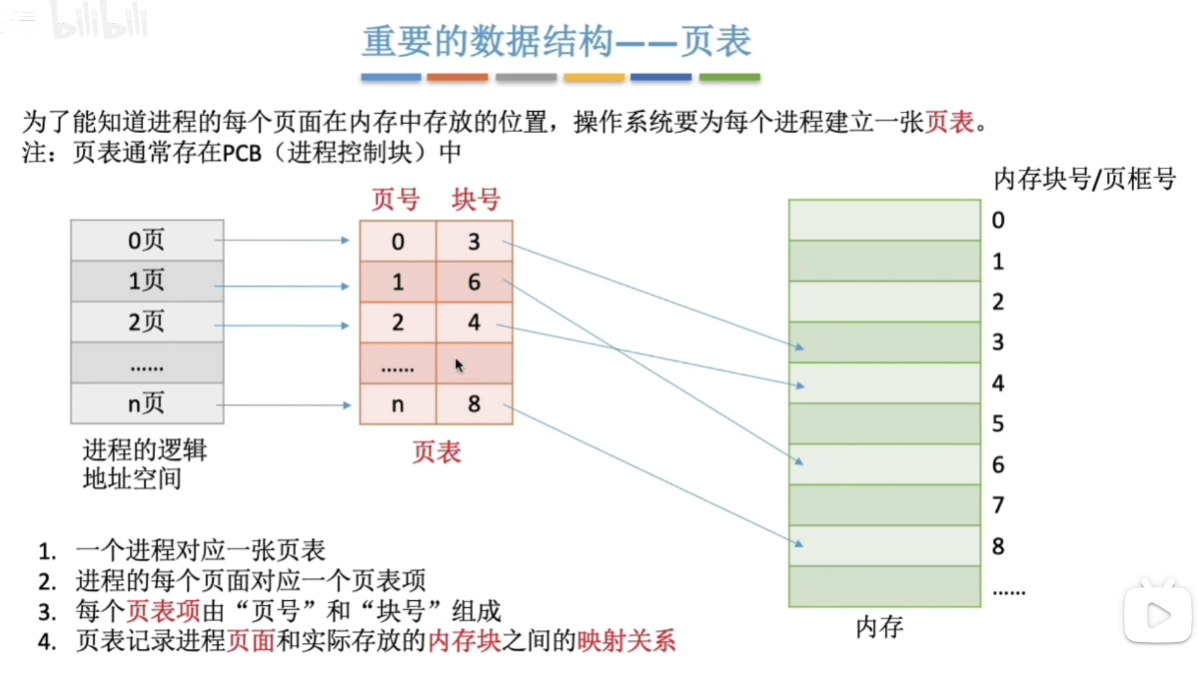 bilibili
重要的数据结构——页表
为了能知道进程的每个页面在内存中存放的位置，操作系统要为每个进程建立一张页表。
注：页表通常存在PCB（进程控制块）中
内存块号/页框号
页号 块号
0页
1页
2页
......
n页
进程的逻辑
地址空间
0 3
1 6
2 4
......
n 8
页表
0
1
2
3
4
5
6
7
8
......
内存
1. 一个进程对应一张页表
2. 进程的每个页面对应一个页表项
3. 每个页表项由“页号”和“块号”组成
4. 页表记录进程页面和实际存放的内存块之间的映射关系